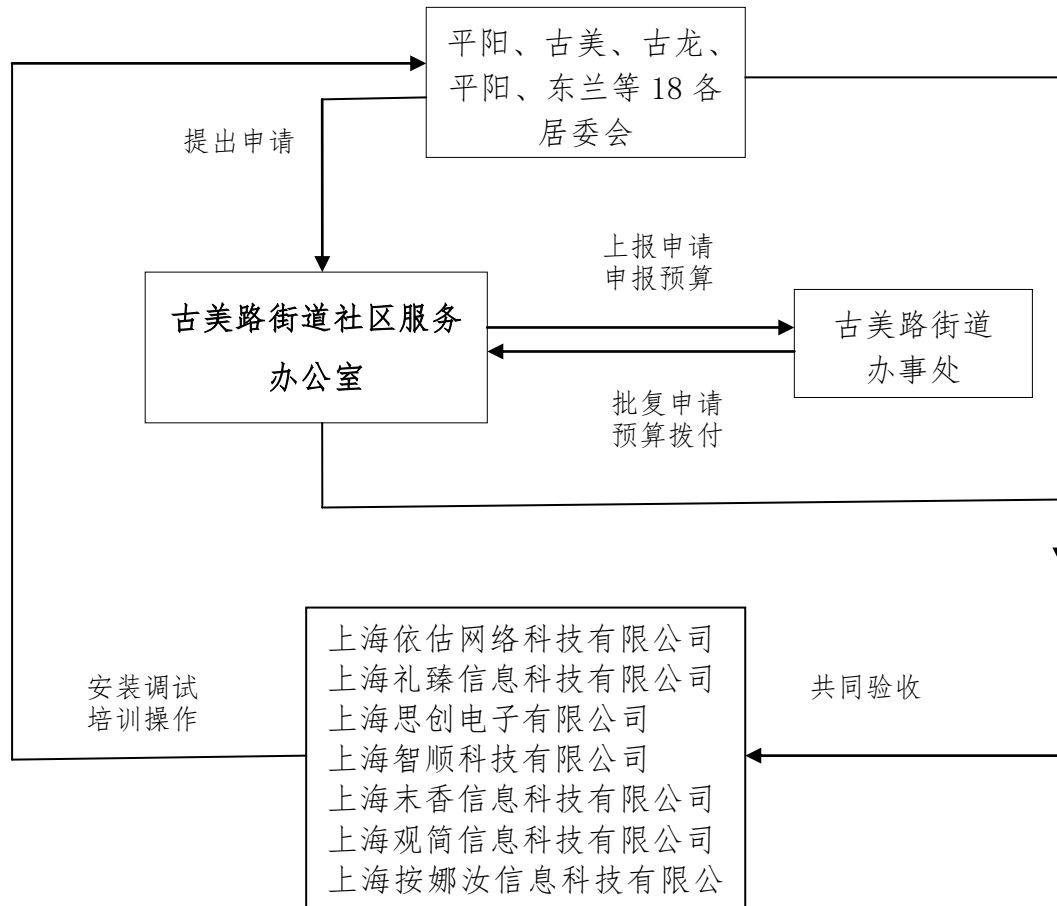 平阳、古美、古龙、
平阳、东兰等 18 各
居委会
提出申请
上报申请
申报预算
古美路街道社区服务
办公室
古美路街道
办事处
批复申请
预算拨付
上海依估网络科技有限公司
上海礼臻信息科技有限公司
上海思创电子有限公司
上海智顺科技有限公司
上海末香信息科技有限公司
上海观简信息科技有限公司
上海按娜汝信息科技有限公
安装调试
培训操作
共同验收